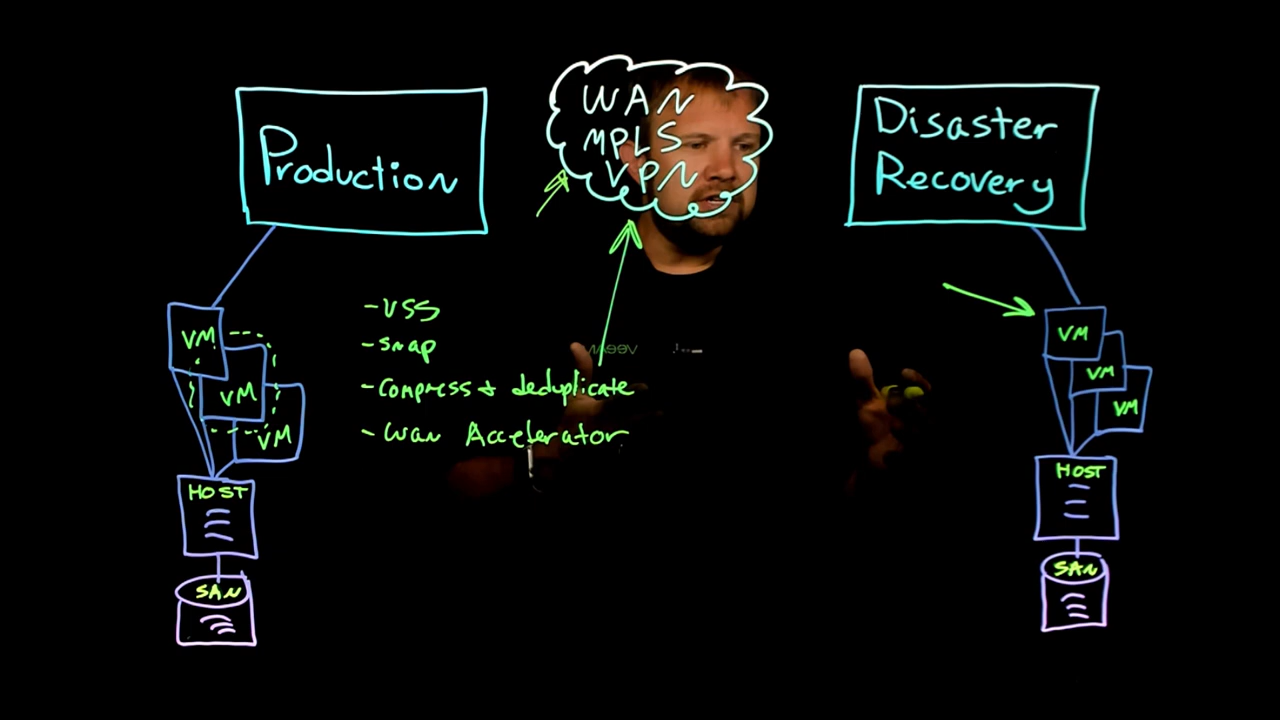 WAN
MPLS
VPN
Production
Disaster
Recovery
VM
VM
VM
-VSS
-Snap
-Compress & deduplicate
-Wan Accelerator
HOST
SAN
VM
VM
VM
HOST
SAN